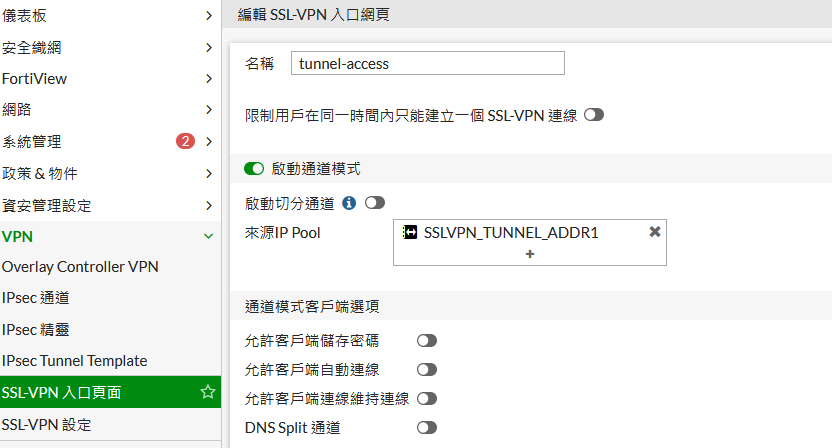 儀表板
安全織網
FortiView
網路
系統管理 2
政策 & 物件
資安管理設定
VPN
Overlay Controller VPN
IPsec 通道
IPsec 精靈
IPsec Tunnel Template
SSL-VPN 入口頁面
SSL-VPN 設定
編輯 SSL-VPN 入口網頁
名稱 tunnel-access
限制用戶在同一時間內只能建立一個 SSL-VPN 連線
啟動通道模式
啟動切分通道
來源IP Pool SSLVPN_TUNNEL_ADDR1
+
通道模式客戶端選項
允許客戶端儲存密碼
允許客戶端自動連線
允許客戶端連線維持連線
DNS Split 通道